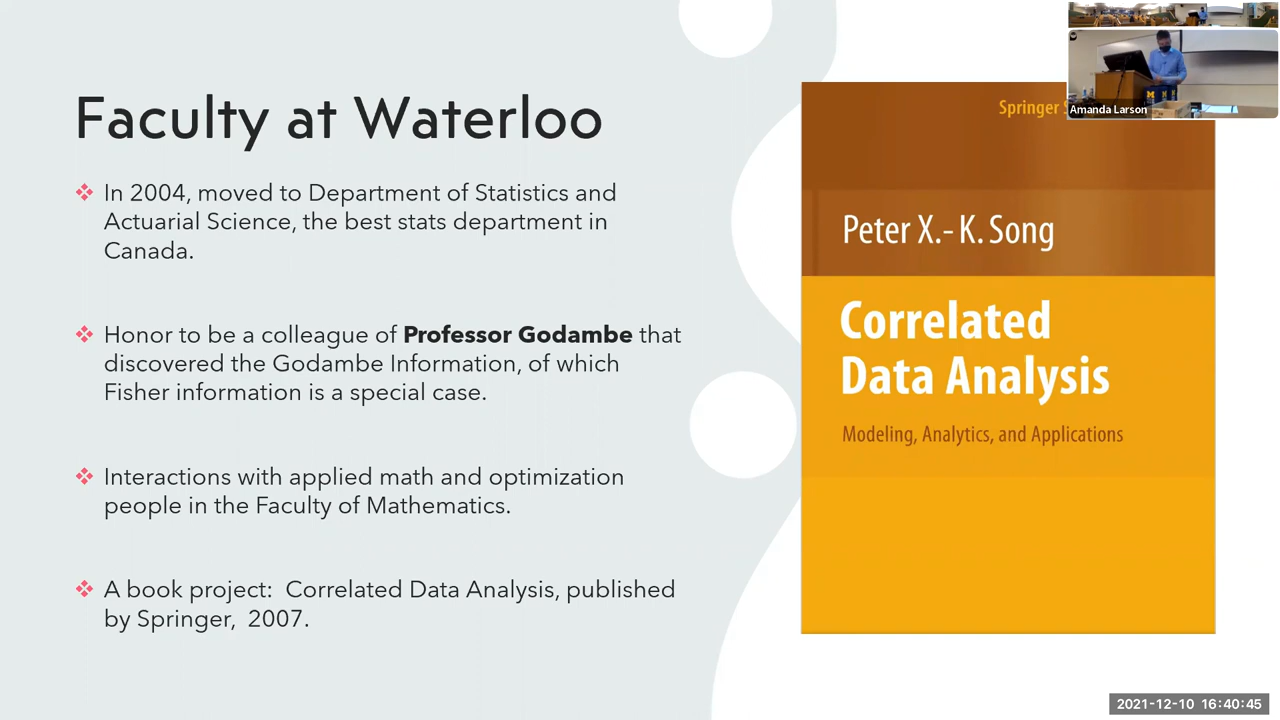 Faculty at Waterloo
❖ In 2004, moved to Department of Statistics and
Actuarial Science, the best stats department in
Canada.
❖ Honor to be a colleague of Professor Godambe that
discovered the Godambe Information, of which
Fisher information is a special case.
❖ Interactions with applied math and optimization
people in the Faculty of Mathematics.
❖ A book project:  Correlated Data Analysis, published
by Springer,  2007.
Springer S
Peter X.-K. Song
Correlated
Data Analysis
Modeling, Analytics, and Applications
Amanda Larson
2021-12-10 16:40:45